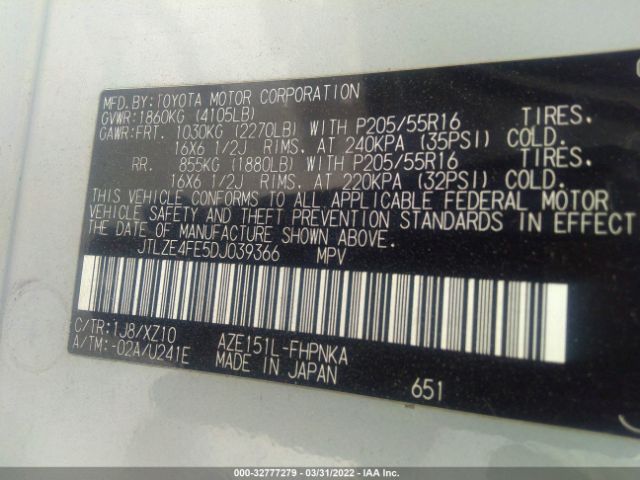 MFD.BY:TOYOTA MOTOR CORPORATION
GVWR:1860KG (4105LB)
GAWR:FRT. 1030KG (2270LB) WITH P205/55R16 TIRES.
16X6 1/2J RIMS. AT 240KPA (35PSI) COLD.
RR. 855KG (1880LB) WITH P205/55R16 TIRES.
16X6 1/2J RIMS. AT 220KPA (32PSI) COLD.
THIS VEHICLE CONFORMS TO ALL APPLICABLE FEDERAL MOTOR
VEHICLE SAFETY AND THEFT PREVENTION STANDARDS IN EFFECT
THE DATE OF MANUFACTURE SHOWN ABOVE.
JTLZE4FE5DJ039366 MPV
C/TR:1J8/XZ10 AZE151L-FHPNKA
A/TM:-02A/U241E MADE IN JAPAN
651
000-32777279 - 03/31/2022 - IAA Inc.